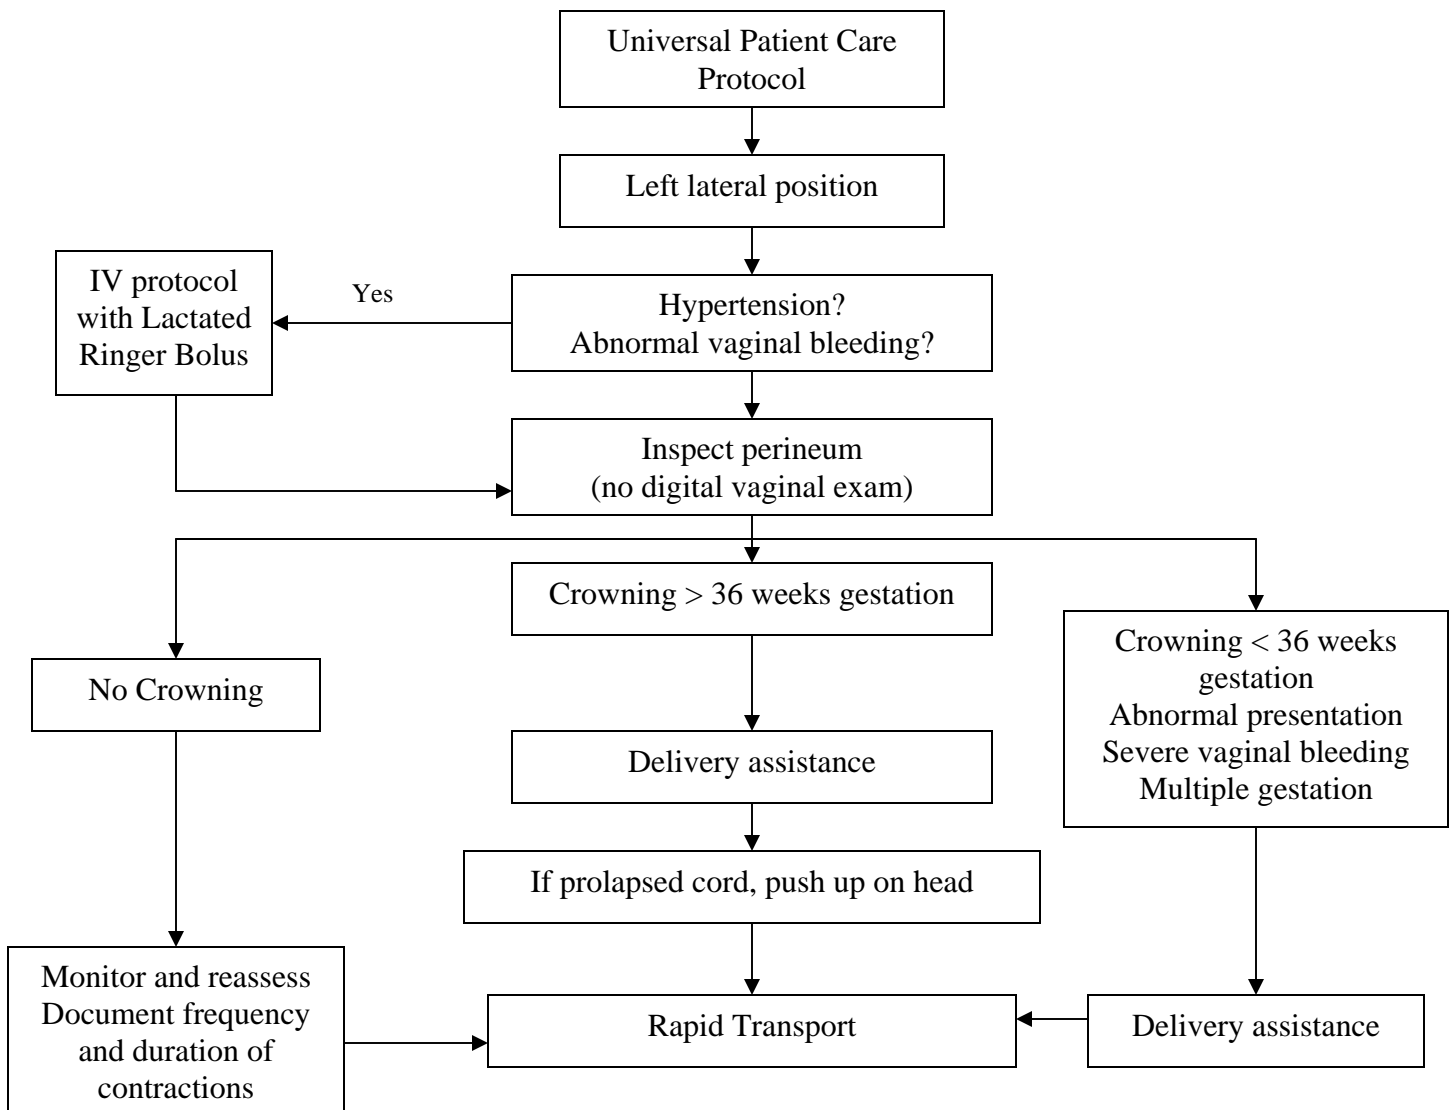 Universal Patient Care
Protocol
Left lateral position
IV protocol
with Lactated
Ringer Bolus
Yes
Hypertension?
Abnormal vaginal bleeding?
Inspect perineum
(no digital vaginal exam)
No Crowning
Crowning > 36 weeks gestation
Crowning < 36 weeks
gestation
Abnormal presentation
Severe vaginal bleeding
Multiple gestation
Delivery assistance
If prolapsed cord, push up on head
Monitor and reassess
Document frequency
and duration of
contractions
Rapid Transport
Delivery assistance